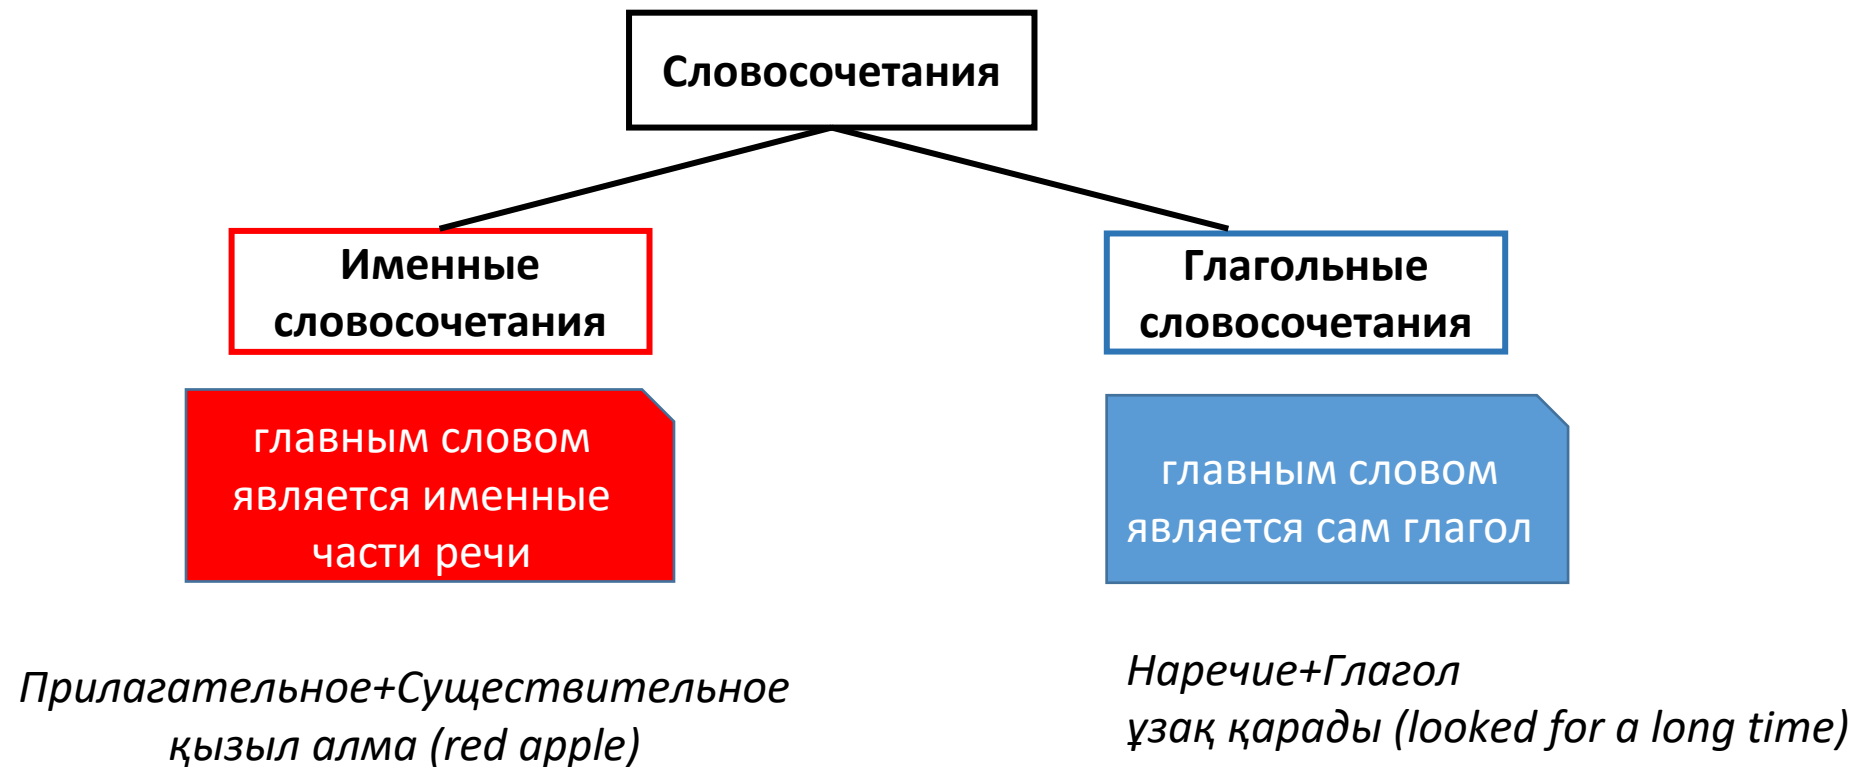 Словосочетания
Именные
словосочетания
главным словом
является именные
части речи
Прилагательное+Существительное
қызыл алма (red apple)
Глагольные
словосочетания
главным словом
является сам глагол
Наречие+Глагол
ұзақ қарады (looked for a long time)